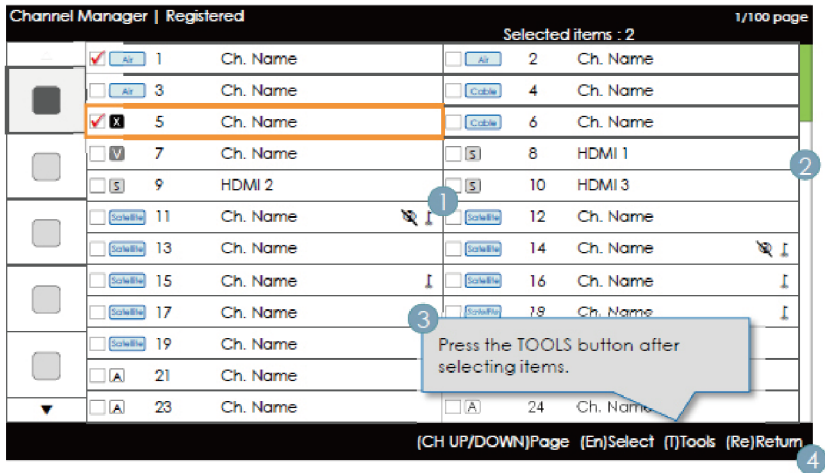 Channel Manager | Registered
1/100 page
Selected items : 2
Air 1 Ch. Name
Air 2 Ch. Name
Air 3 Ch. Name
Cable 4 Ch. Name
X 5 Ch. Name
Cable 6 Ch. Name
V 7 Ch. Name
S 8 HDMI 1
2
S 9 HDMI 2
S 10 HDMI 3
1
Satellite 11 Ch. Name
Satellite 12 Ch. Name
Satellite 13 Ch. Name
Satellite 14 Ch. Name
Satellite 15 Ch. Name
Satellite 16 Ch. Name
Satellite 17 Ch. Name
Satellite 18 Ch. Name
3
Satellite 19 Ch. Name
Press the TOOLS button after
selecting items.
A 21 Ch. Name
A 23 Ch. Name
A 24 Ch. Name
(CH UP/DOWN)Page (En)Select (T)Tools (Re)Return
4